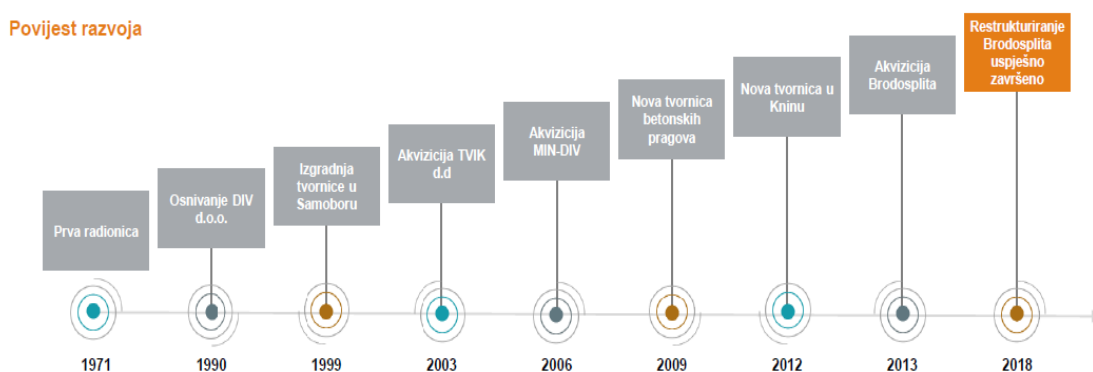 Povijest razvoja
Prva radionica
Osnivanje DIV
d.o.o.
Izgradnja
tvornice u
Samoboru
Akvizicija TVIK
d.d
Akvizicija
MIN-DIV
Nova tvornica
betonskih
pragova
Nova tvornica u
Kninu
Akvizicija
Brodosplita
Restrukturiranje
Brodosplita
uspješno
završeno
1971
1990
1999
2003
2006
2009
2012
2013
2018